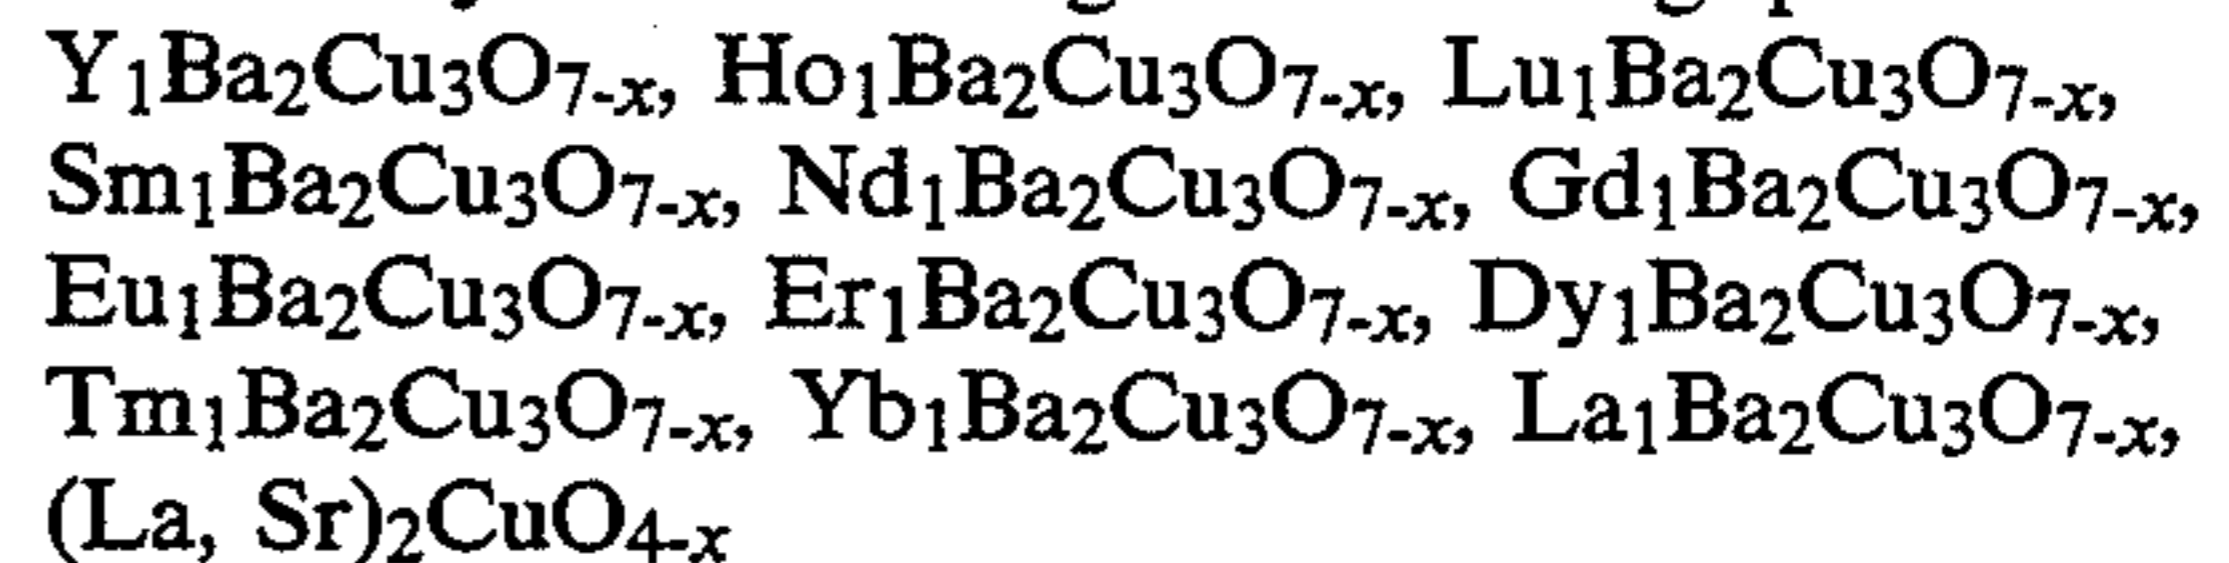 Y₁Ba₂Cu₃O₇₋ₓ, Ho₁Ba₂Cu₃O₇₋ₓ, Lu₁Ba₂Cu₃O₇₋ₓ,
Sm₁Ba₂Cu₃O₇₋ₓ, Nd₁Ba₂Cu₃O₇₋ₓ, Gd₁Ba₂Cu₃O₇₋ₓ,
Eu₁Ba₂Cu₃O₇₋ₓ, Er₁Ba₂Cu₃O₇₋ₓ, Dy₁Ba₂Cu₃O₇₋ₓ,
Tm₁Ba₂Cu₃O₇₋ₓ, Yb₁Ba₂Cu₃O₇₋ₓ, La₁Ba₂Cu₃O₇₋ₓ,
(La, Sr)₂CuO₄₋ₓ